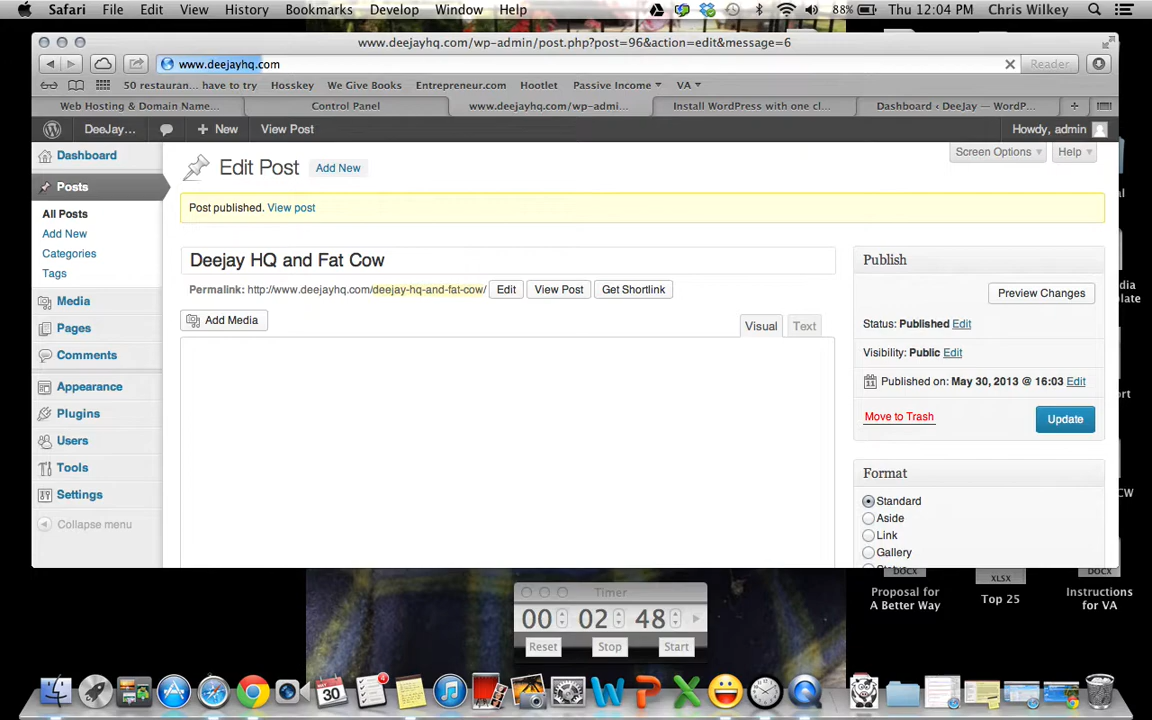 Safari File Edit View History Bookmarks Develop Window Help 88% Thu 12:04 PM Chris Wilkey
www.deejayhq.com/wp-admin/post.php?post=96&action=edit&message=6
www.deejayhq.com Reader
50 restauran... have to try Hosskey We Give Books Entrepreneur.com Hootlet Passive Income VA
Web Hosting & Domain Name... Control Panel www.deejayhq.com/wp-admi... Install WordPress with one cl... Dashboard ‹ DeeJay — WordP...
DeeJay... + New View Post Howdy, admin
Dashboard
Screen Options Help
Edit Post Add New
Posts
Post published. View post
All Posts
Add New
Categories
Tags
Media
Pages
Comments
Appearance
Plugins
Users
Tools
Settings
Collapse menu
Deejay HQ and Fat Cow
Permalink: http://www.deejayhq.com/deejay-hq-and-fat-cow/ Edit View Post Get Shortlink
Add Media
Visual Text
Publish
Preview Changes
Status: Published Edit
Visibility: Public Edit
Published on: May 30, 2013 @ 16:03 Edit
Move to Trash Update
Format
Standard
Aside
Link
Gallery
DOCX XLSX DOCX
Proposal for
A Better Way
Top 25
Instructions
for VA
Timer
00 02 48
Reset Stop Start
MAY
30
4